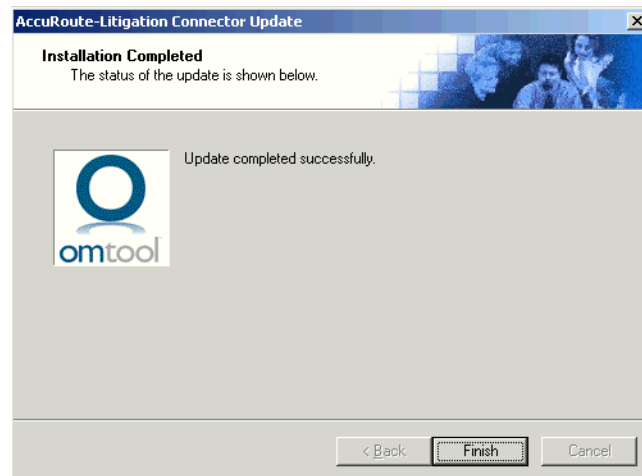 AccuRoute-Litigation Connector Update
Installation Completed
The status of the update is shown below.
Update completed successfully.
omtool
< Back
Finish
Cancel